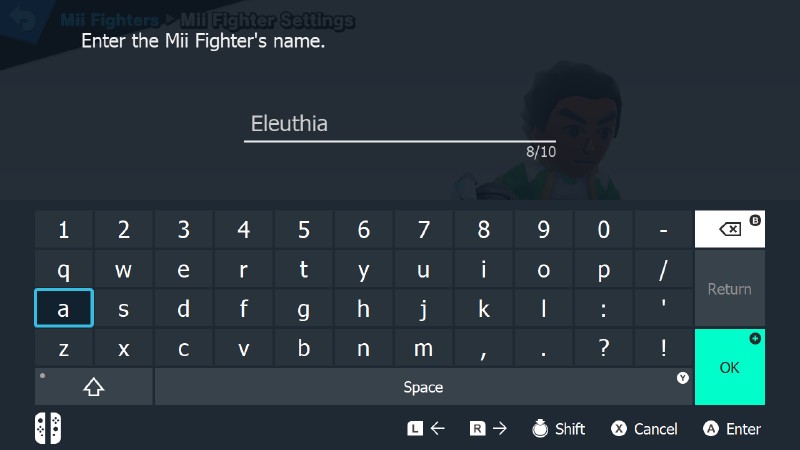 Mii Fighters ▶ Mii Fighter Settings
Enter the Mii Fighter's name.
Eleuthia
8/10
1 2 3 4 5 6 7 8 9 0 - B
q w e r t y u i o p / Return
a s d f g h j k l : '
z x c v b n m , . ? ! OK +
Space Y
L ← R → Shift X Cancel A Enter